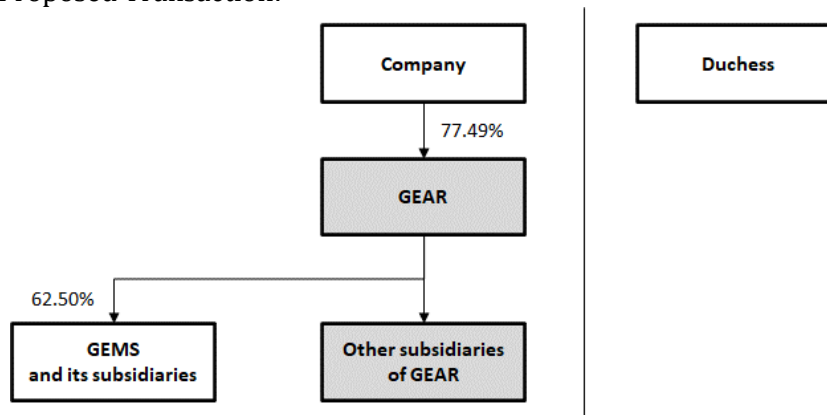 Proposed Transaction.
Company
Duchess
77.49%
GEAR
62.50%
GEMS
and its subsidiaries
Other subsidiaries
of GEAR